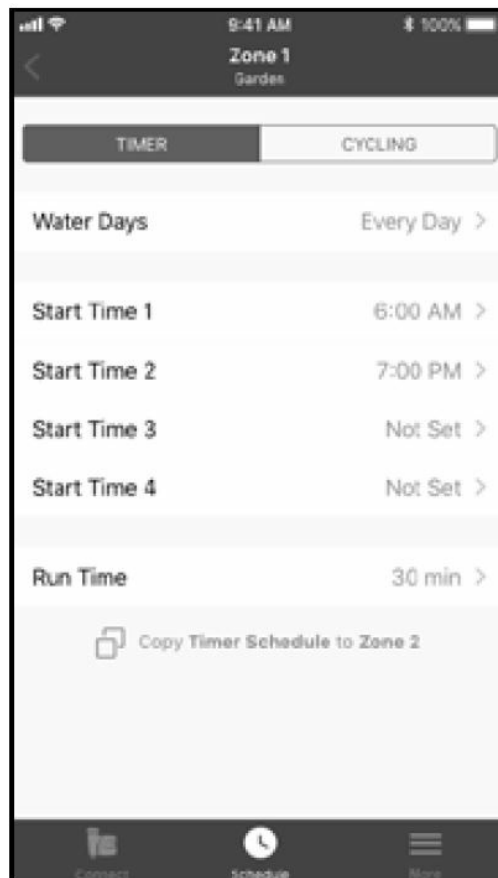 9:41 AM
100%
Zone 1
Garden
TIMER
CYCLING
Water Days
Every Day
Start Time 1
6:00 AM
Start Time 2
7:00 PM
Start Time 3
Not Set
Start Time 4
Not Set
Run Time
30 min
Copy Timer Schedule to Zone 2
Connect
Schedule
More